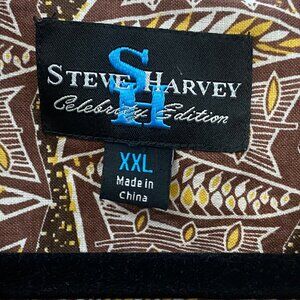 SH
STEVE HARVEY
Celebrity Edition
XXL
Made in
China